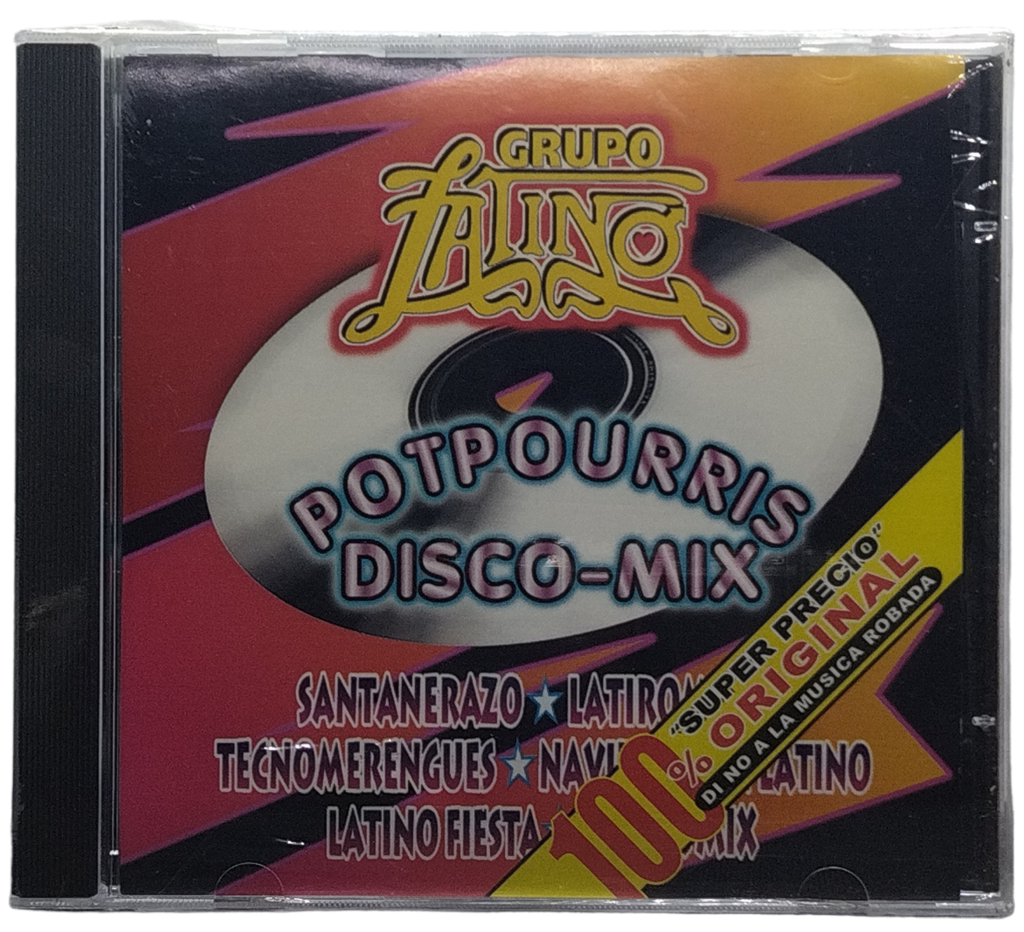 GRUPO
LATINO
POTPOURRIS
DISCO-MIX
SANTANERAZO ★
TECNOMERENGUES ★ LATINO
LATINO FIESTA
"SUPER PRECIO"
100% ORIGINAL
DI NO A LA MUSICA ROBADA